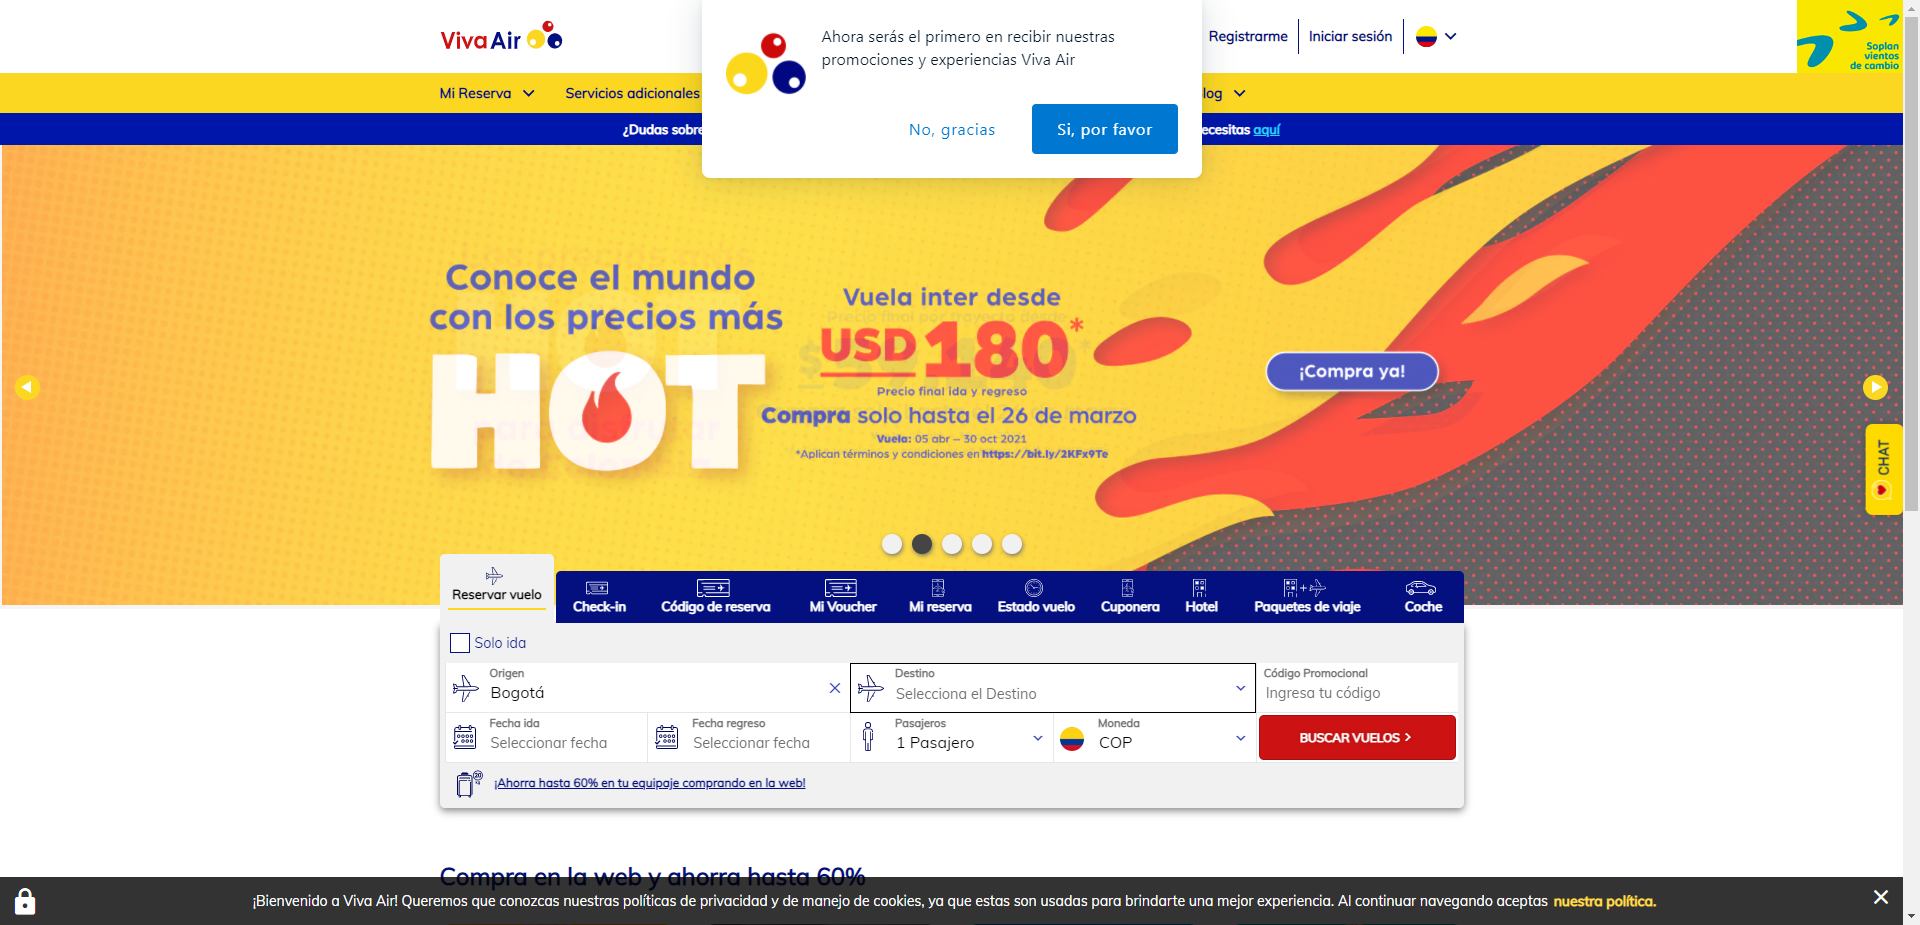 Viva Air
Ahora serás el primero en recibir nuestras
promociones y experiencias Viva Air
No, gracias
Si, por favor
Registrarme
Iniciar sesión
Soplan
vientos
de cambio
Mi Reserva
Servicios adicionales
log
¿Dudas sobre
ecesitas aquí
Conoce el mundo
con los precios más
HOT
Vuela inter desde
USD 180*
Precio final ida y regreso
Compra solo hasta el 26 de marzo
Vuela: 05 abr – 30 oct 2021
*Aplican términos y condiciones en https://bit.ly/2KFx9Te
¡Compra ya!
CHAT
Reservar vuelo
Check-in
Código de reserva
Mi Voucher
Mi reserva
Estado vuelo
Cuponera
Hotel
Paquetes de viaje
Coche
Solo ida
Origen
Bogotá
Destino
Selecciona el Destino
Código Promocional
Ingresa tu código
Fecha ida
Seleccionar fecha
Fecha regreso
Seleccionar fecha
Pasajeros
1 Pasajero
Moneda
COP
BUSCAR VUELOS >
¡Ahorra hasta 60% en tu equipaje comprando en la web!
Compra en la web y ahorra hasta 60%
¡Bienvenido a Viva Air! Queremos que conozcas nuestras políticas de privacidad y de manejo de cookies, ya que estas son usadas para brindarte una mejor experiencia. Al continuar navegando aceptas nuestra política.